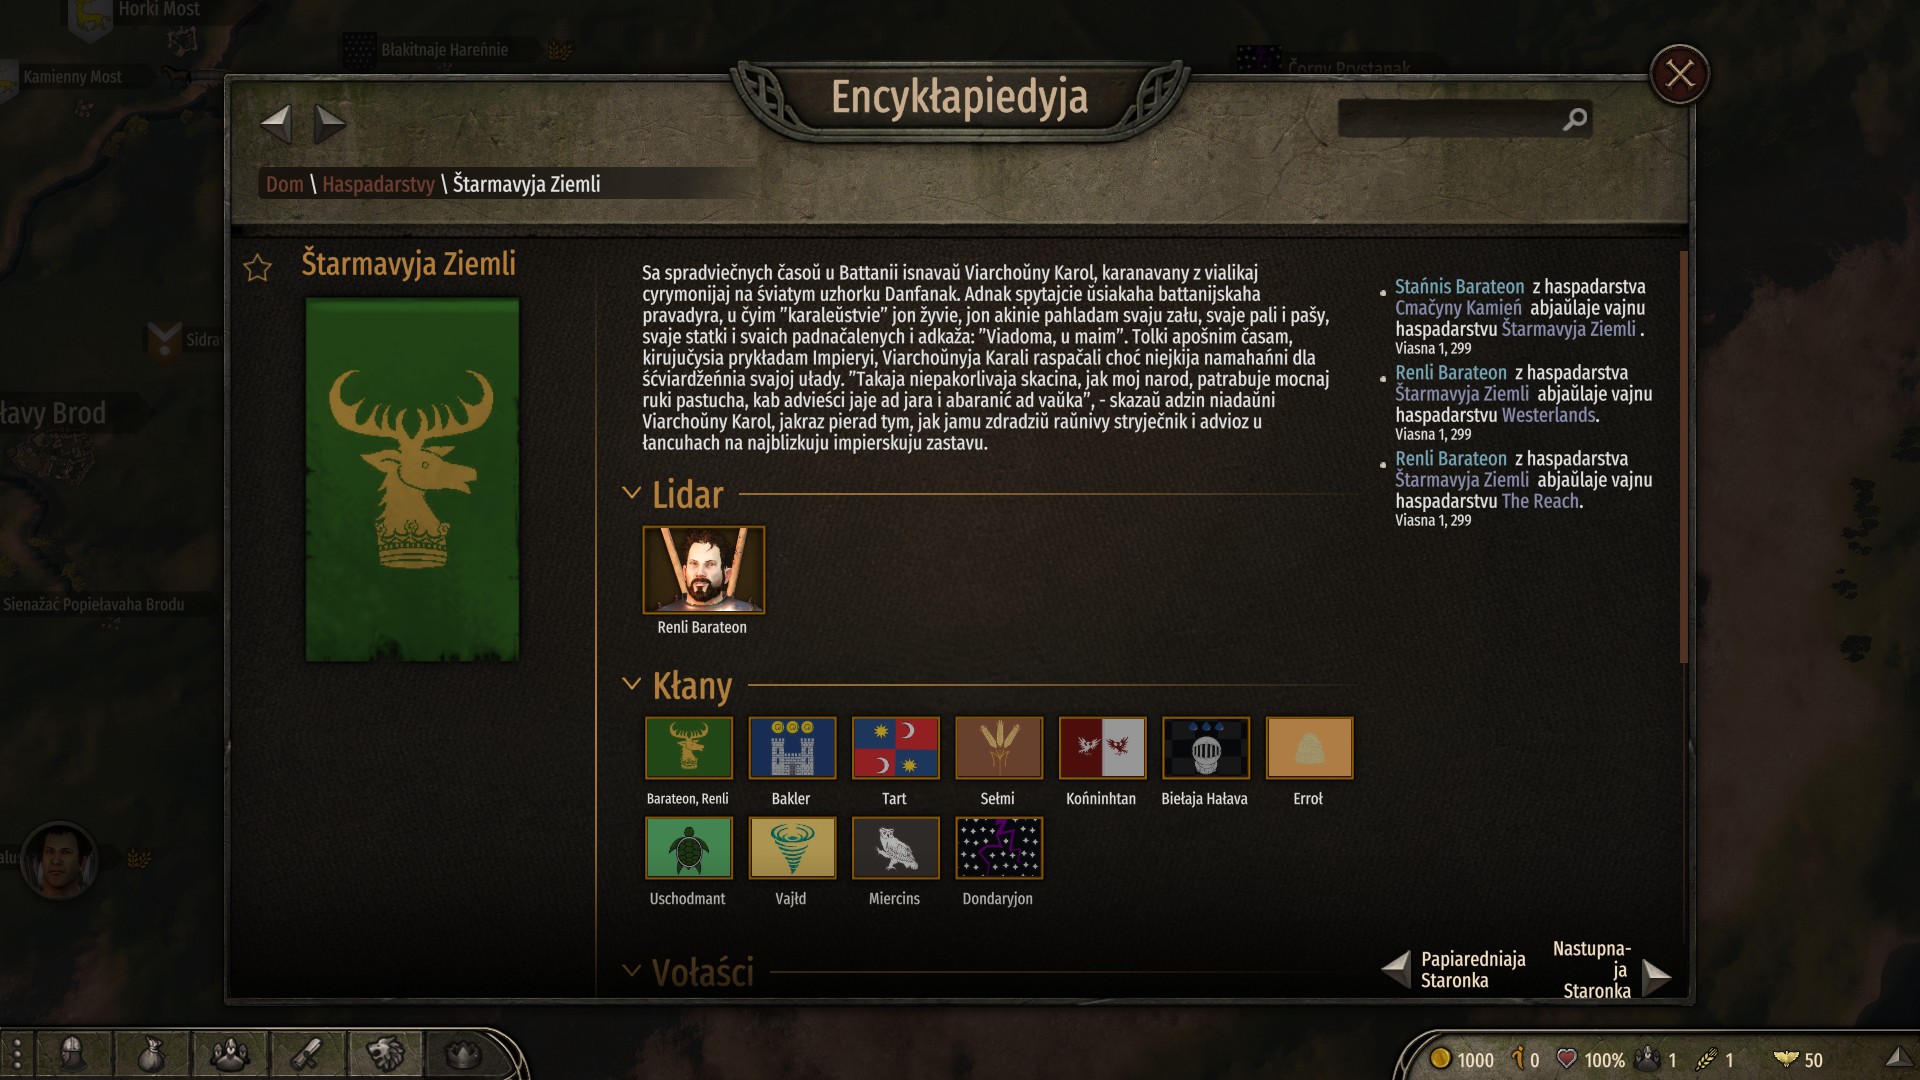 Horki Most
Błakitnaje Hareńnie
Kamienny Most
Čorny Prystanak
Encykłapiedyja
Dom \ Haspadarstvy \ Štarmavyja Ziemli
Štarmavyja Ziemli
Sa spradviečnych časoŭ u Battanii isnavaŭ Viarchoŭny Karol, karanavany z vialikaj
cyrymonijaj na śviatym uzhorku Danfanak. Adnak spytajcie ŭsiakaha battanijskaha
pravadyra, u čyim "karaleŭstvie" jon žyvie, jon akinie pahladam svaju zału, svaje pali i pašy,
svaje statki i svaich padnačalenych i adkaža: "Viadoma, u maim". Tolki apošnim časam,
kirujučysia prykładam Impieryi, Viarchoŭnyja Karali raspačali choć niejkija namahańni dla
śćviardžeńnia svajoj ułady. "Takaja niepakorlivaja skacina, jak moj narod, patrabuje mocnaj
ruki pastucha, kab advieści jaje ad jara i abaranić ad vaŭka", - skazaŭ adzin niadaŭni
Viarchoŭny Karol, jakraz pierad tym, jak jamu zdradziŭ raŭnivy stryječnik i advioz u
łancuhach na najblizkuju impierskuju zastavu.
Stańnis Barateon z haspadarstva
Cmačyny Kamień abjaŭlaje vajnu
haspadarstvu Štarmavyja Ziemli .
Viasna 1, 299
Renli Barateon z haspadarstva
Štarmavyja Ziemli abjaŭlaje vajnu
haspadarstvu Westerlands.
Viasna 1, 299
Renli Barateon z haspadarstva
Štarmavyja Ziemli abjaŭlaje vajnu
haspadarstvu The Reach.
Viasna 1, 299
Sidra
łavy Brod
Sienažać Popiełavaha Brodu
Lidar
Renli Barateon
Kłany
Barateon, Renli
Bakler
Tart
Sełmi
Końninhtan
Biełaja Hałava
Erroł
Uschodmant
Vajłd
Miercins
Dondaryjon
Vołaści
Papiaredniaja
Staronka
Nastupna-
ja
Staronka
1000
0
100%
1
1
50